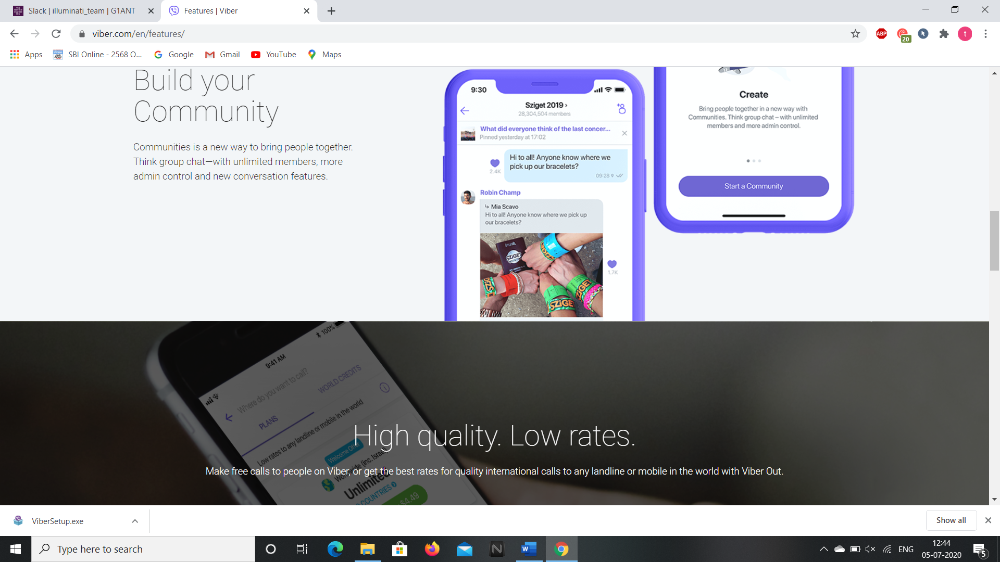 Slack | illuminati_team | G1ANT
Features | Viber
viber.com/en/features/
ABP
20
t
Apps
SBI Online - 2568 O...
Google
Gmail
YouTube
Maps
Build your
Community
Communities is a new way to bring people together.
Think group chat—with unlimited members, more
admin control and new conversation features.
9:30
Sziget 2019 ›
28,304,504 members
What did everyone think of the last concer...
Pinned yesterday at 17:02
Hi to all! Anyone know where we
pick up our bracelets?
2.4K
09:28
Robin Champ
Mia Scavo
Hi to all! Anyone know where we pick up
our bracelets?
SZIGET
SZIGET
SZIGET
1.7K
Create
Bring people together in a new way with
Communities. Think group chat – with unlimited
members and more admin control.
Start a Community
100%
9:41 AM
Where do you want to call?
PLANS
WORLD CREDITS
Low rates to any landline or mobile in the world
Welcome Offer
Worldwide (inc. Israel)
Unlimited
COUNTRIES
$4.49
High quality. Low rates.
Make free calls to people on Viber, or get the best rates for quality international calls to any landline or mobile in the world with Viber Out.
ViberSetup.exe
Show all
Type here to search
N
W
ENG
12:44
05-07-2020
5